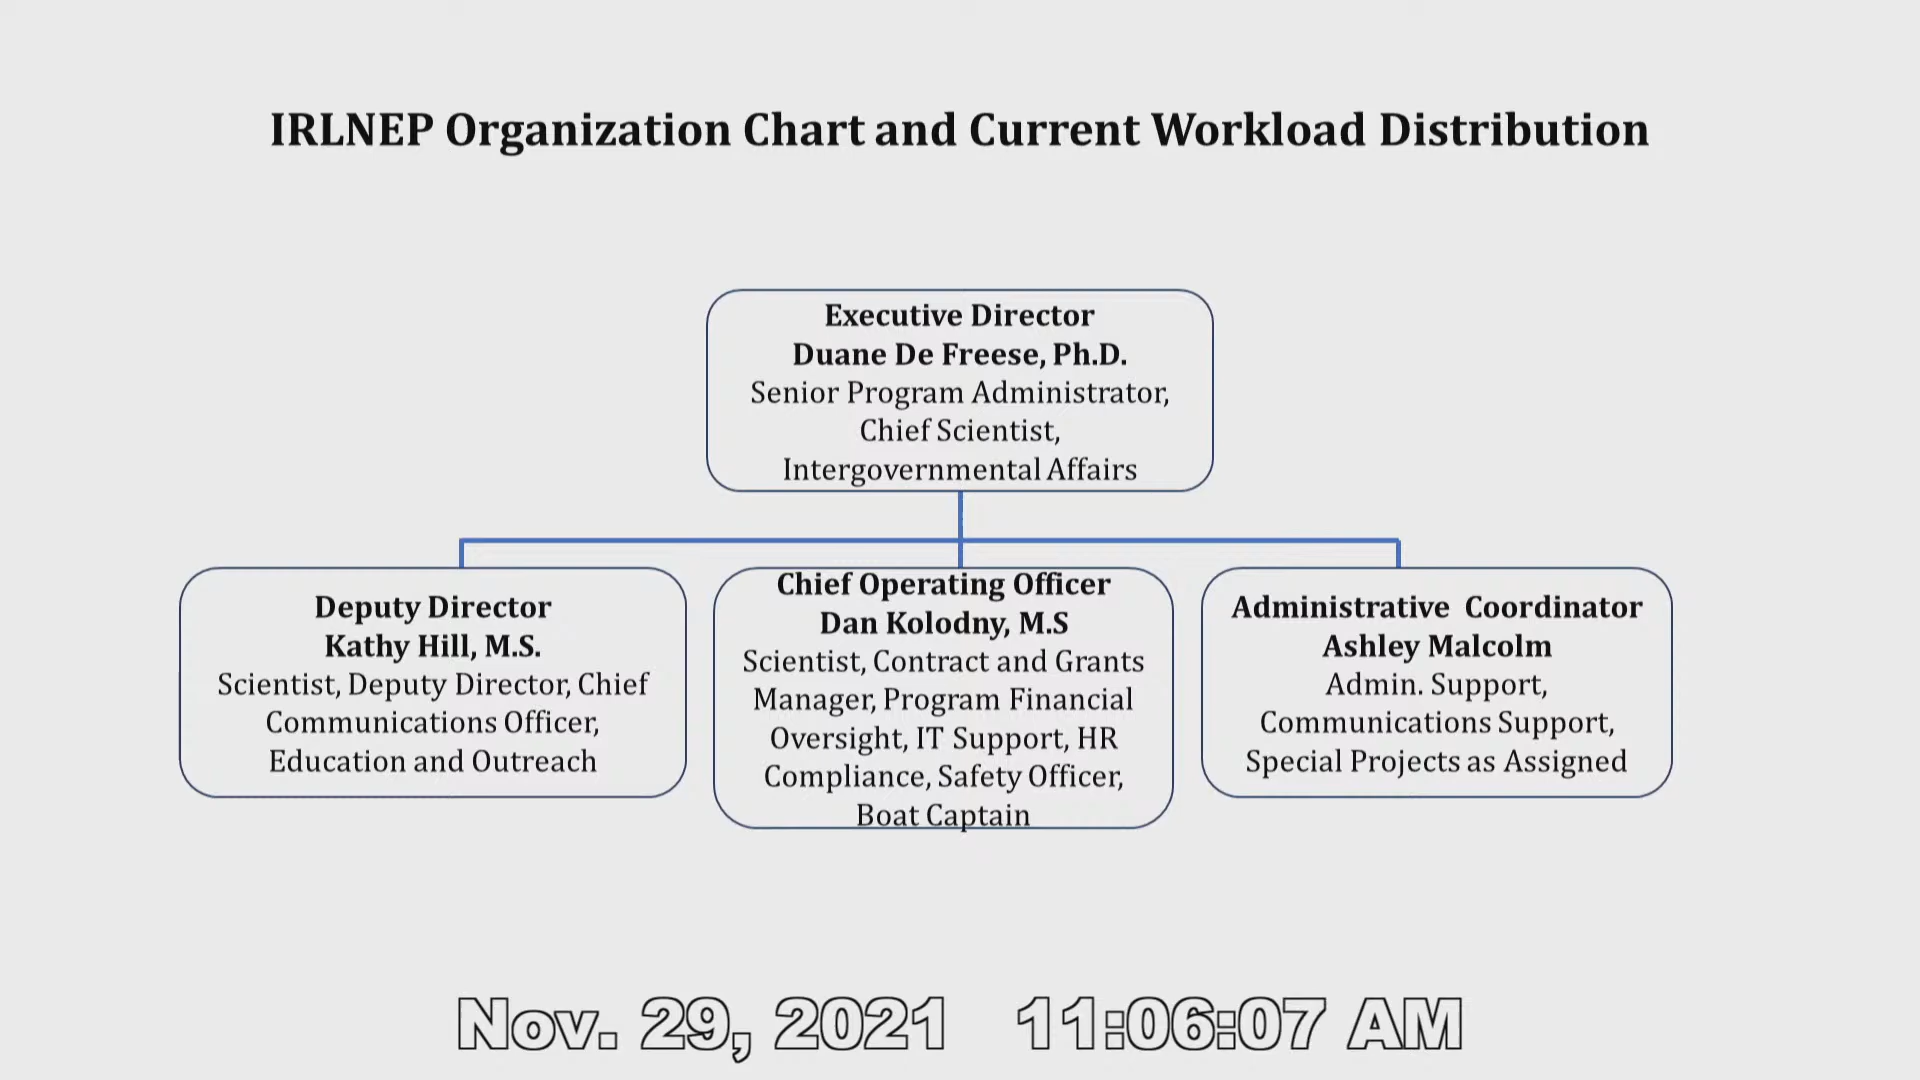 IRLNEP Organization Chart and Current Workload Distribution
Executive Director
Duane De Freese, Ph.D.
Senior Program Administrator,
Chief Scientist,
Intergovernmental Affairs
Deputy Director
Kathy Hill, M.S.
Scientist, Deputy Director, Chief
Communications Officer,
Education and Outreach
Chief Operating Officer
Dan Kolodny, M.S
Scientist, Contract and Grants
Manager, Program Financial
Oversight, IT Support, HR
Compliance, Safety Officer,
Boat Captain
Administrative Coordinator
Ashley Malcolm
Admin. Support,
Communications Support,
Special Projects as Assigned
Nov. 29, 2021 11:06:07 AM